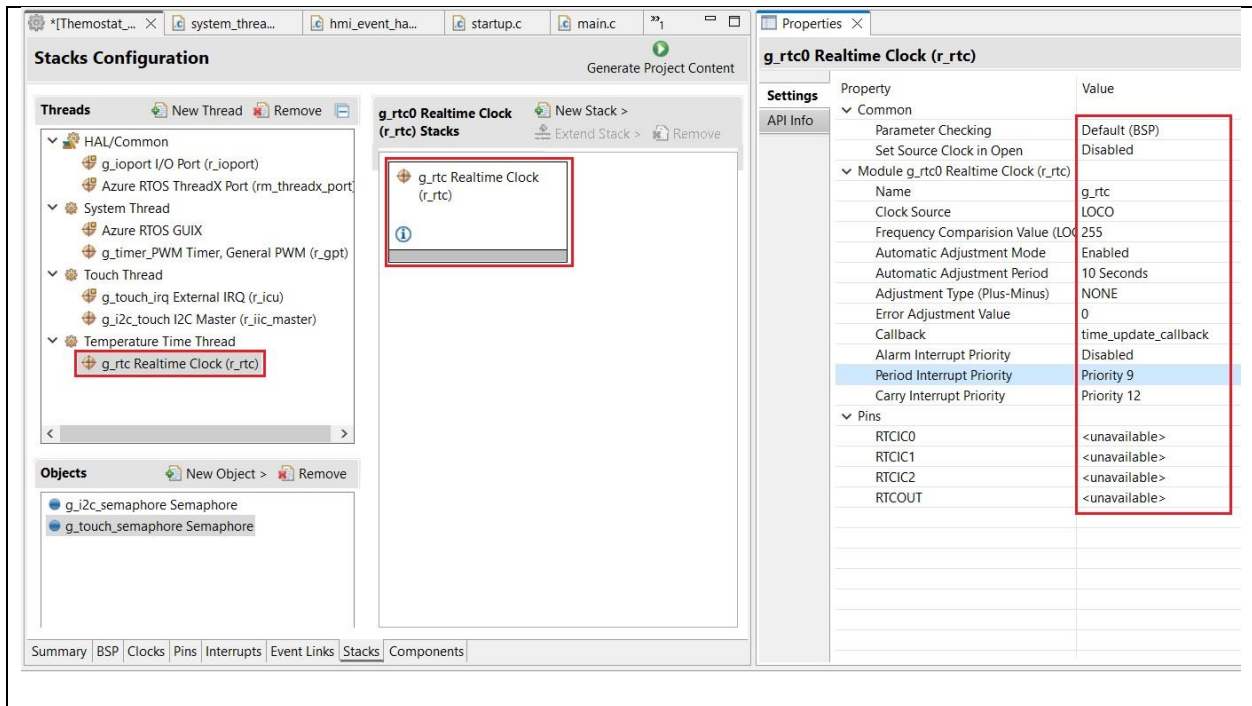 *[Themostat_...
system_threa...
hmi_event_ha...
startup.c
main.c
»1
Stacks Configuration
Generate Project Content
Threads
New Thread
Remove
HAL/Common
g_ioport I/O Port (r_ioport)
Azure RTOS ThreadX Port (rm_threadx_port)
System Thread
Azure RTOS GUIX
g_timer_PWM Timer, General PWM (r_gpt)
Touch Thread
g_touch_irq External IRQ (r_icu)
g_i2c_touch I2C Master (r_iic_master)
Temperature Time Thread
g_rtc Realtime Clock (r_rtc)
Objects
New Object >
Remove
g_i2c_semaphore Semaphore
g_touch_semaphore Semaphore
g_rtc0 Realtime Clock
(r_rtc) Stacks
New Stack >
Extend Stack >
Remove
g_rtc Realtime Clock
(r_rtc)
Summary BSP Clocks Pins Interrupts Event Links Stacks Components
Properties
g_rtc0 Realtime Clock (r_rtc)
Settings
API Info
Property Value
Common
Parameter Checking Default (BSP)
Set Source Clock in Open Disabled
Module g_rtc0 Realtime Clock (r_rtc)
Name g_rtc
Clock Source LOCO
Frequency Comparision Value (LOC 255
Automatic Adjustment Mode Enabled
Automatic Adjustment Period 10 Seconds
Adjustment Type (Plus-Minus) NONE
Error Adjustment Value 0
Callback time_update_callback
Alarm Interrupt Priority Disabled
Period Interrupt Priority Priority 9
Carry Interrupt Priority Priority 12
Pins
RTCIC0 <unavailable>
RTCIC1 <unavailable>
RTCIC2 <unavailable>
RTCOUT <unavailable>